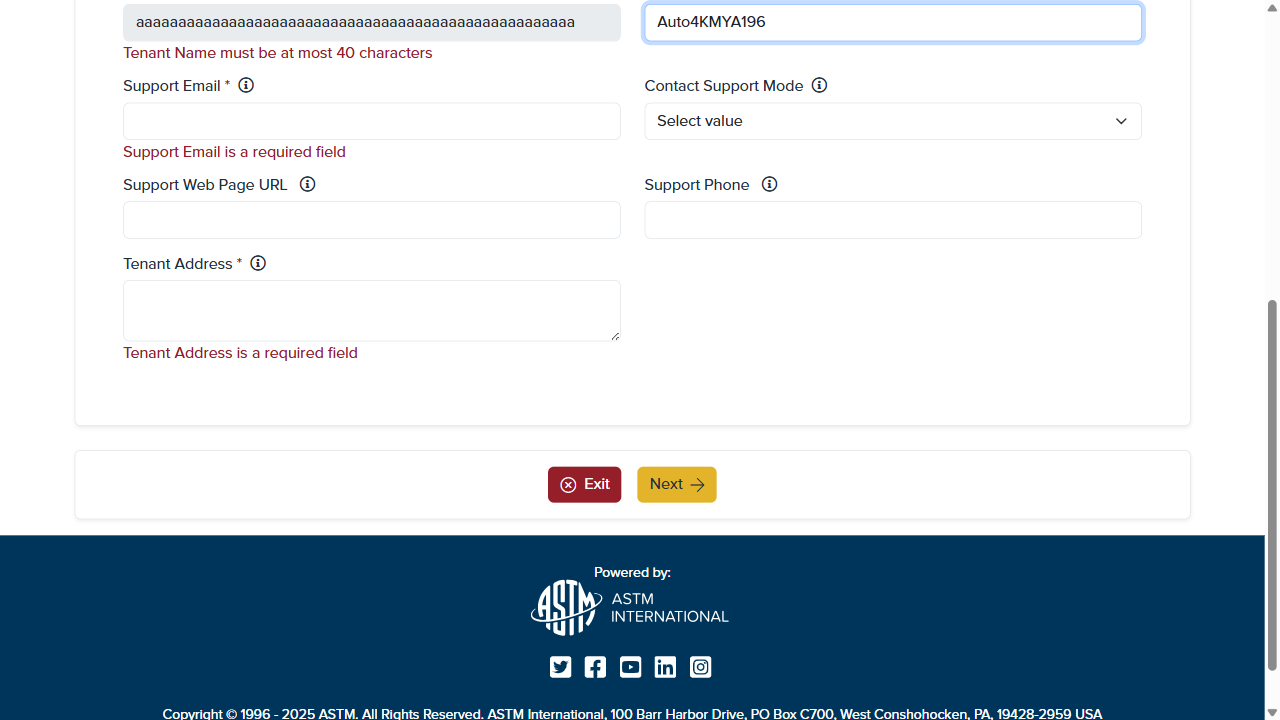 aaaaaaaaaaaaaaaaaaaaaaaaaaaaaaaaaaaaaaaaaaaaaaaaaaa
Auto4KMYA196
Tenant Name must be at most 40 characters
Support Email *
Contact Support Mode
Select value
Support Email is a required field
Support Web Page URL
Support Phone
Tenant Address *
Tenant Address is a required field
Exit
Next
Powered by:
ASTM
ASTM
INTERNATIONAL
Copyright © 1996 - 2025 ASTM. All Rights Reserved. ASTM International, 100 Barr Harbor Drive, PO Box C700, West Conshohocken, PA, 19428-2959 USA